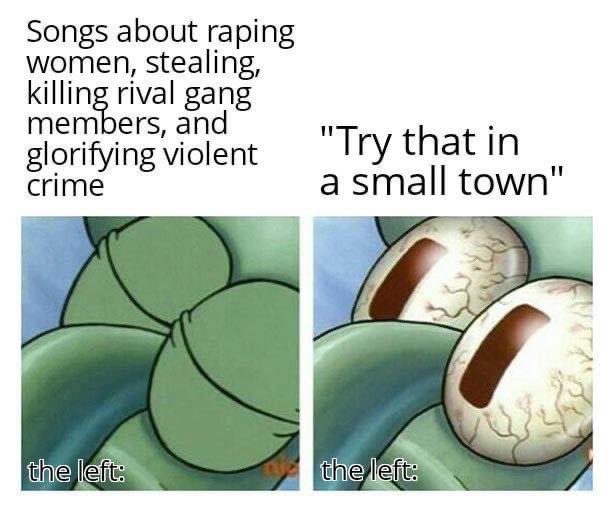 Songs about raping
women, stealing,
killing rival gang
members, and
glorifying violent
crime
"Try that in
a small town"
the left:
nic
the left: